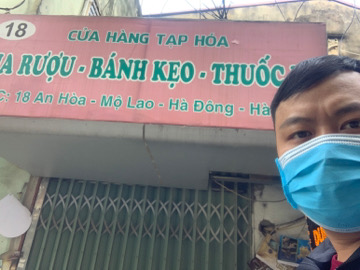 18
CỬA HÀNG TẠP HÓA
RƯỢU - BÁNH KẸO - THUỐC
18 An Hòa - Mộ Lao - Hà Đông - Hà